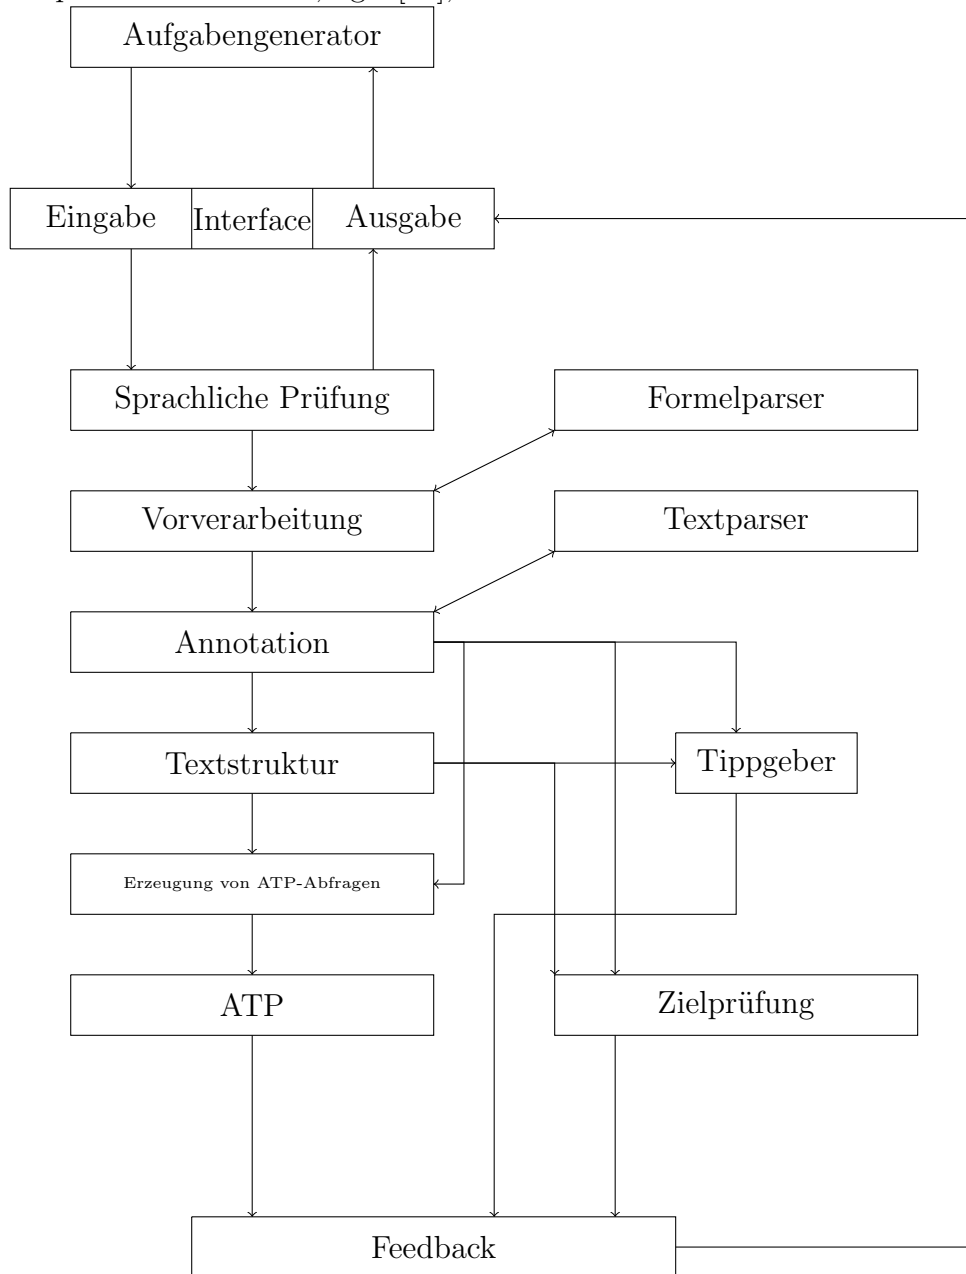 Aufgabengenerator
Eingabe Interface Ausgabe
Sprachliche Prüfung Formelparser
Vorverarbeitung Textparser
Annotation
Textstruktur Tippgeber
Erzeugung von ATP-Abfragen
ATP Zielprüfung
Feedback